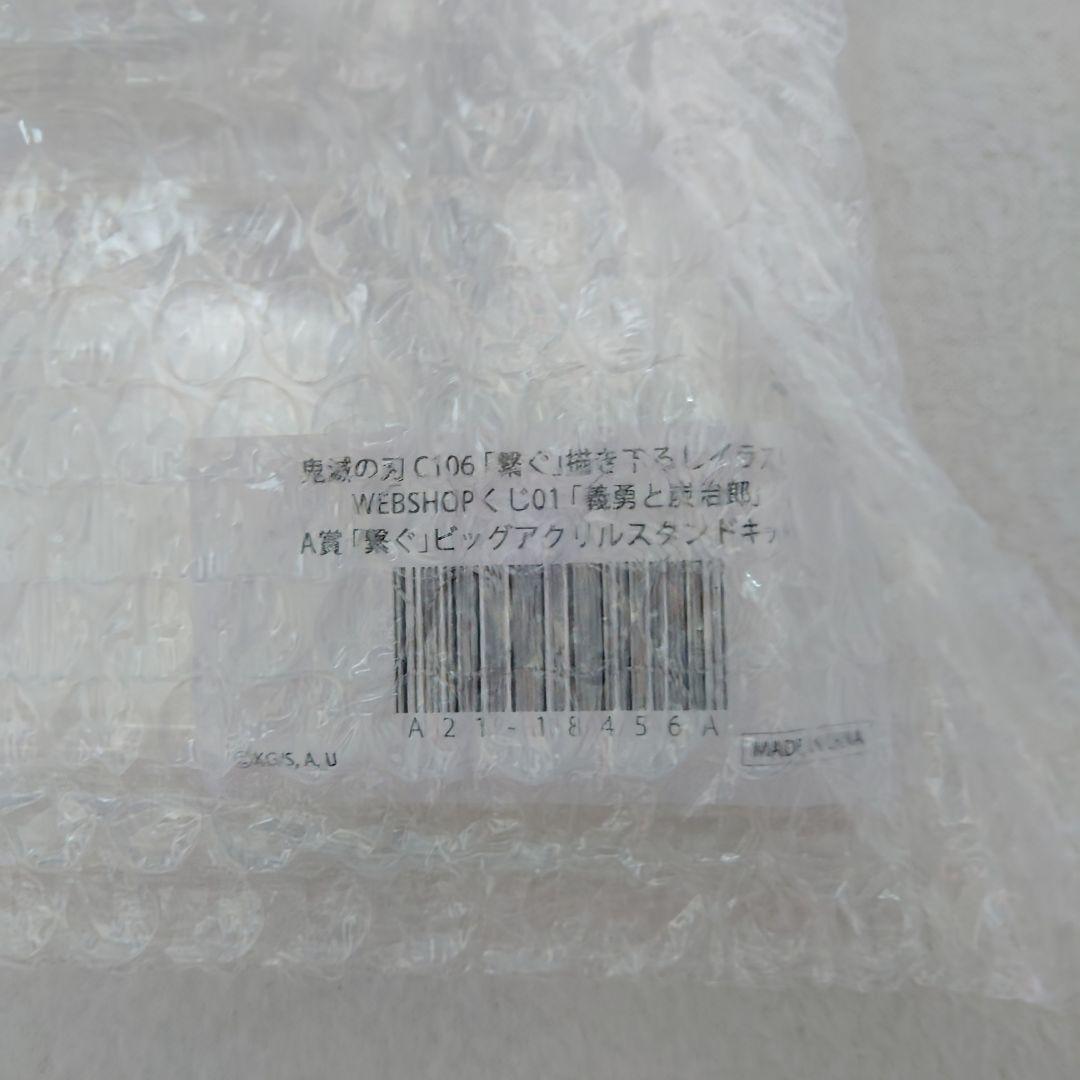 鬼滅の刃 C106「繋ぐ」描き下ろしイラス
WEBSHOPくじ01「義勇と炭治郎」
A賞「繋ぐ」ビッグアクリルスタンドキ
A21-18456A
©KG/S, A, U
MADE IN CHINA